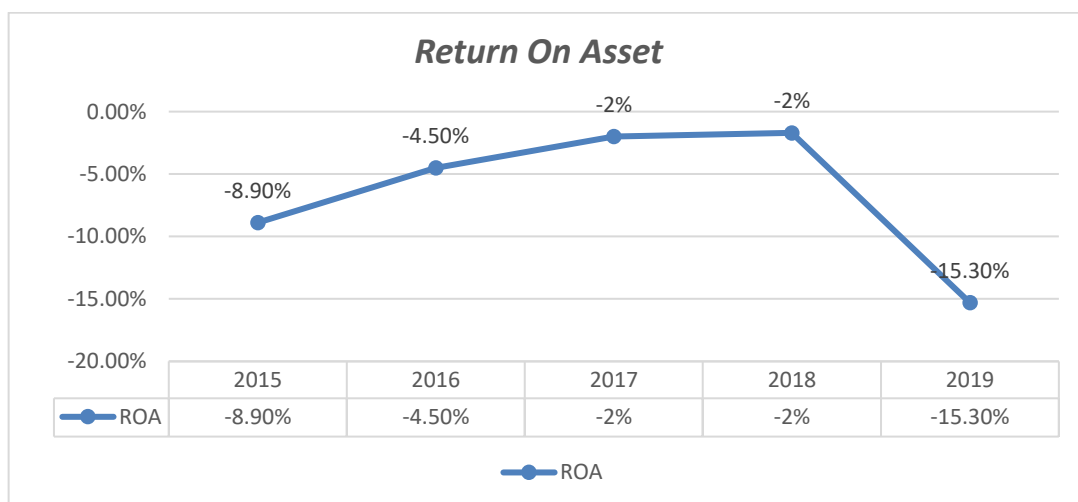 Return On Asset
0.00%
-5.00%
-10.00%
-15.00%
-20.00%
-8.90%
-4.50%
-2%
-2%
-15.30%
2015 2016 2017 2018 2019
ROA -8.90% -4.50% -2% -2% -15.30%
ROA